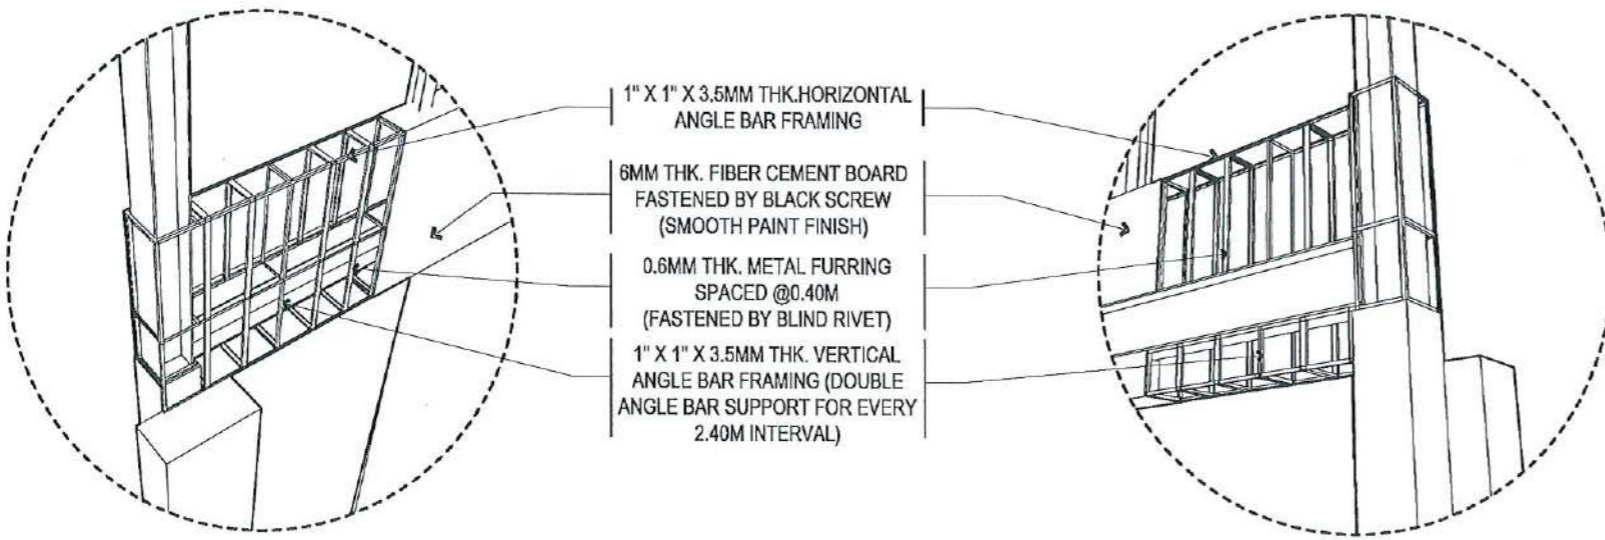 1" X 1" X 3.5MM THK.HORIZONTAL
ANGLE BAR FRAMING
6MM THK. FIBER CEMENT BOARD
FASTENED BY BLACK SCREW
(SMOOTH PAINT FINISH)
0.6MM THK. METAL FURRING
SPACED @0.40M
(FASTENED BY BLIND RIVET)
1" X 1" X 3.5MM THK. VERTICAL
ANGLE BAR FRAMING (DOUBLE
ANGLE BAR SUPPORT FOR EVERY
2.40M INTERVAL)